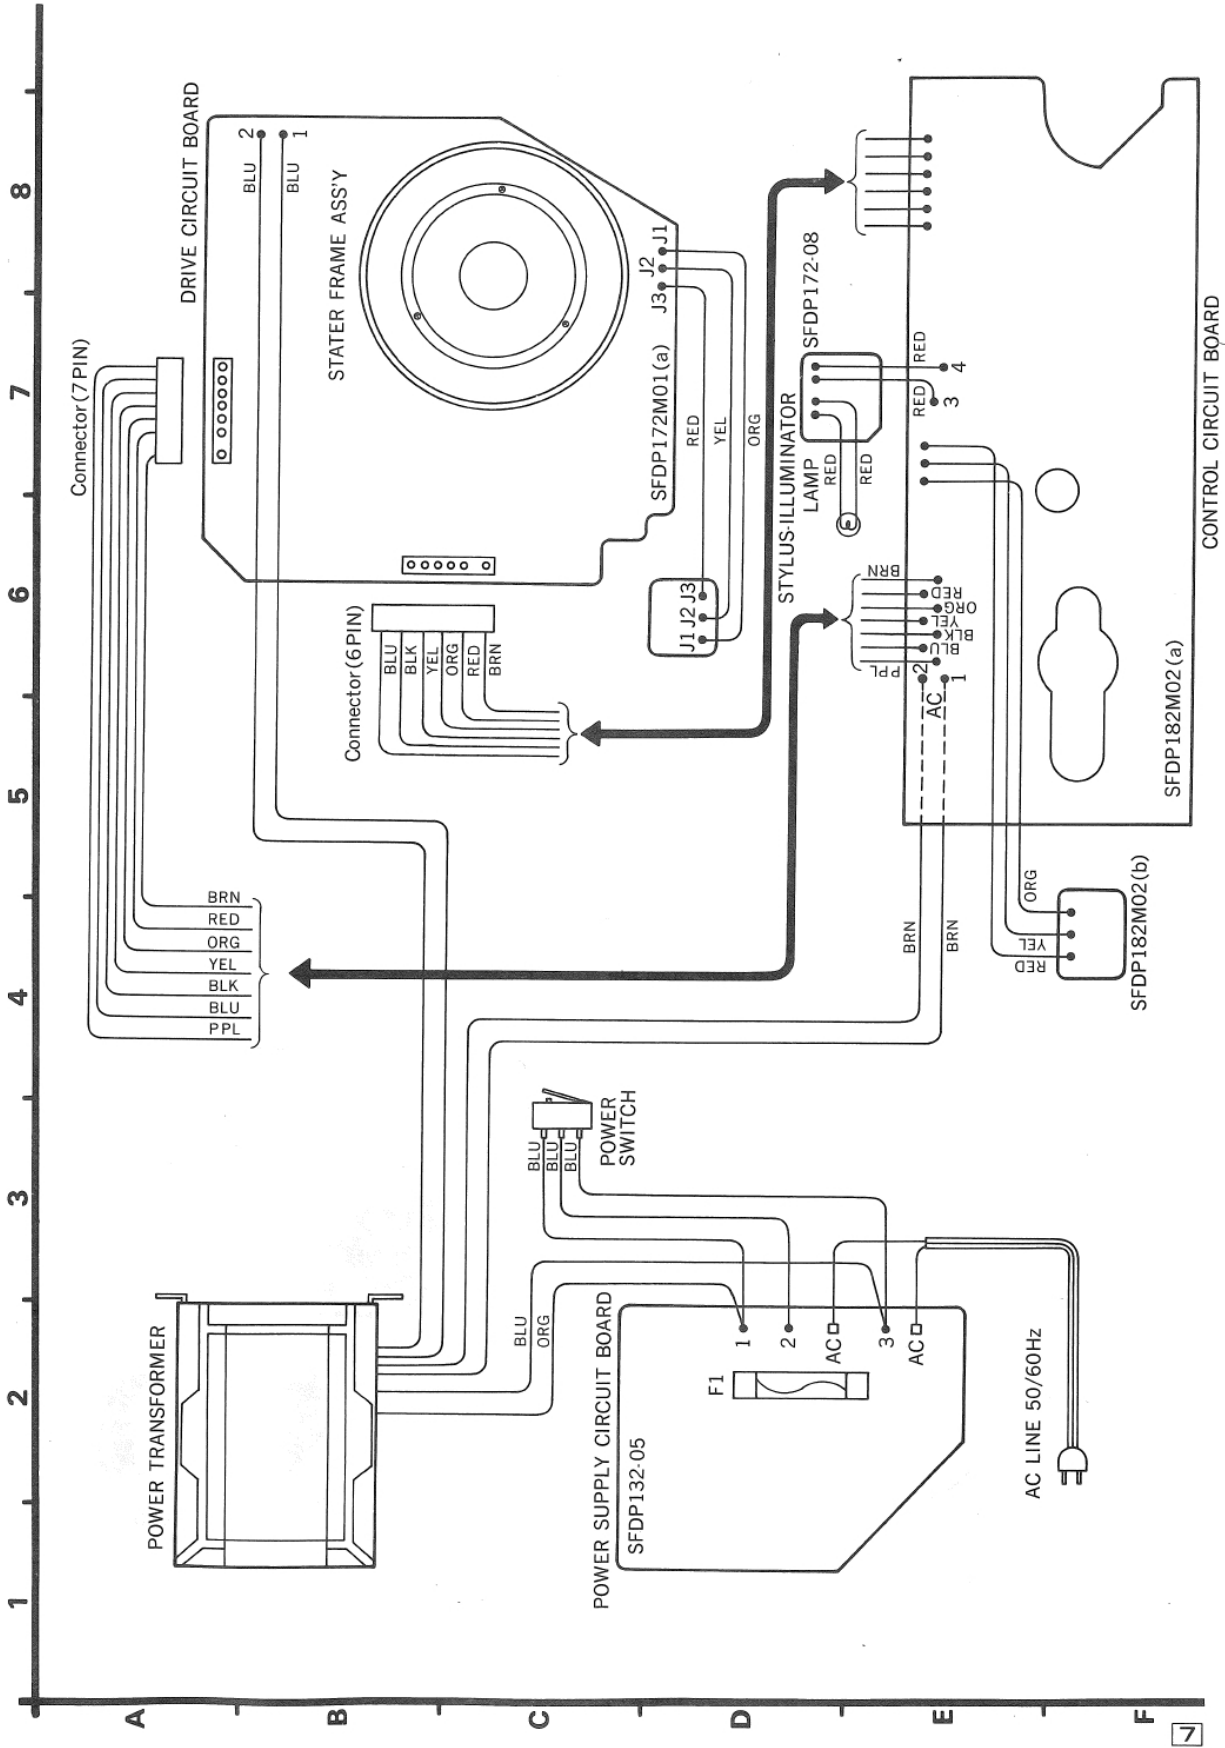 A
B
C
D
E
F
1
2
3
4
5
6
7
8
POWER TRANSFORMER
Connector (7PIN)
BRN
RED
ORG
YEL
BLK
BLU
PPL
DRIVE CIRCUIT BOARD
BLU
2
BLU
1
STATER FRAME ASS'Y
SFDP172M01(a)
J3
J2
J1
RED
YEL
ORG
J1
J2
J3
Connector (6PIN)
BLU
BLK
YEL
ORG
RED
BRN
STYLUS-ILLUMINATOR
LAMP
RED
RED
SFDP172-08
RED
4
RED
3
BRN
RED
ORG
YEL
BLK
BLU
PPL
2
AC
1
BRN
BRN
SFDP182M02(a)
CONTROL CIRCUIT BOARD
ORG
YEL
RED
SFDP182M02(b)
BLU
BLU
BLU
POWER
SWITCH
BLU
ORG
POWER SUPPLY CIRCUIT BOARD
SFDP132-05
F1
1
2
AC
3
AC
AC LINE 50/60Hz
7